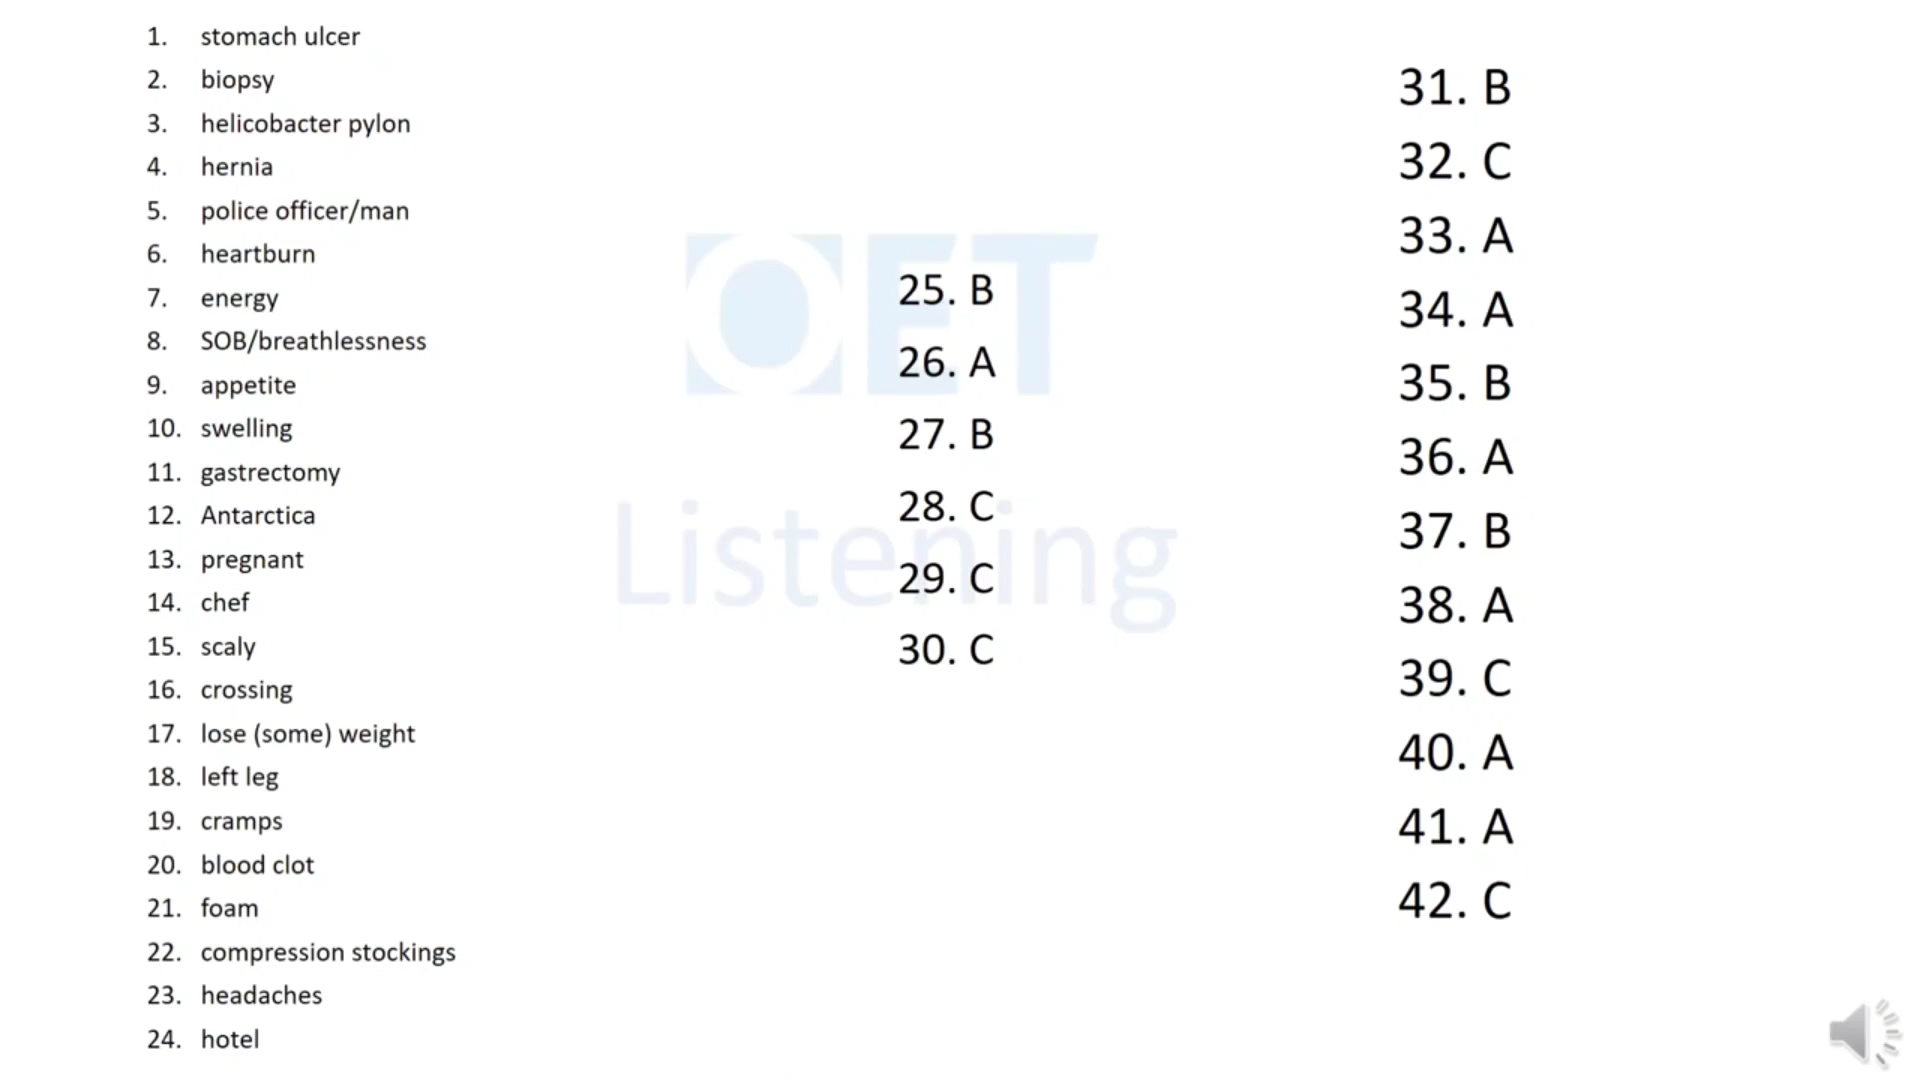 1. stomach ulcer
2. biopsy
3. helicobacter pylon
4. hernia
5. police officer/man
6. heartburn
7. energy
8. SOB/breathlessness
9. appetite
10. swelling
11. gastrectomy
12. Antarctica
13. pregnant
14. chef
15. scaly
16. crossing
17. lose (some) weight
18. left leg
19. cramps
20. blood clot
21. foam
22. compression stockings
23. headaches
24. hotel
OET
Listening
25. B
26. A
27. B
28. C
29. C
30. C
31. B
32. C
33. A
34. A
35. B
36. A
37. B
38. A
39. C
40. A
41. A
42. C